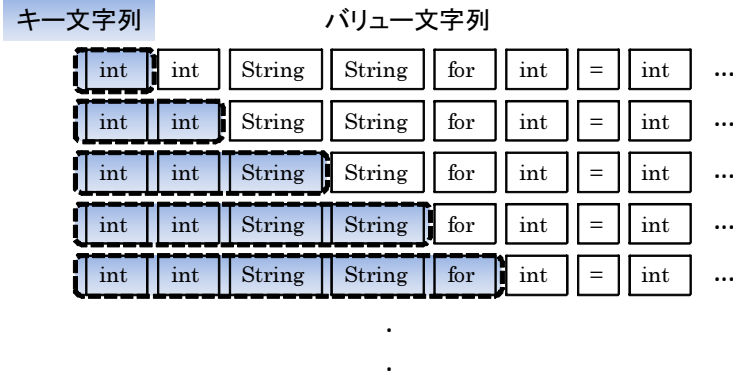 キー文字列 バリュー文字列
int int String String for int = int ...
int int String String for int = int ...
int int String String for int = int ...
int int String String for int = int ...
int int String String for int = int ...
.
.